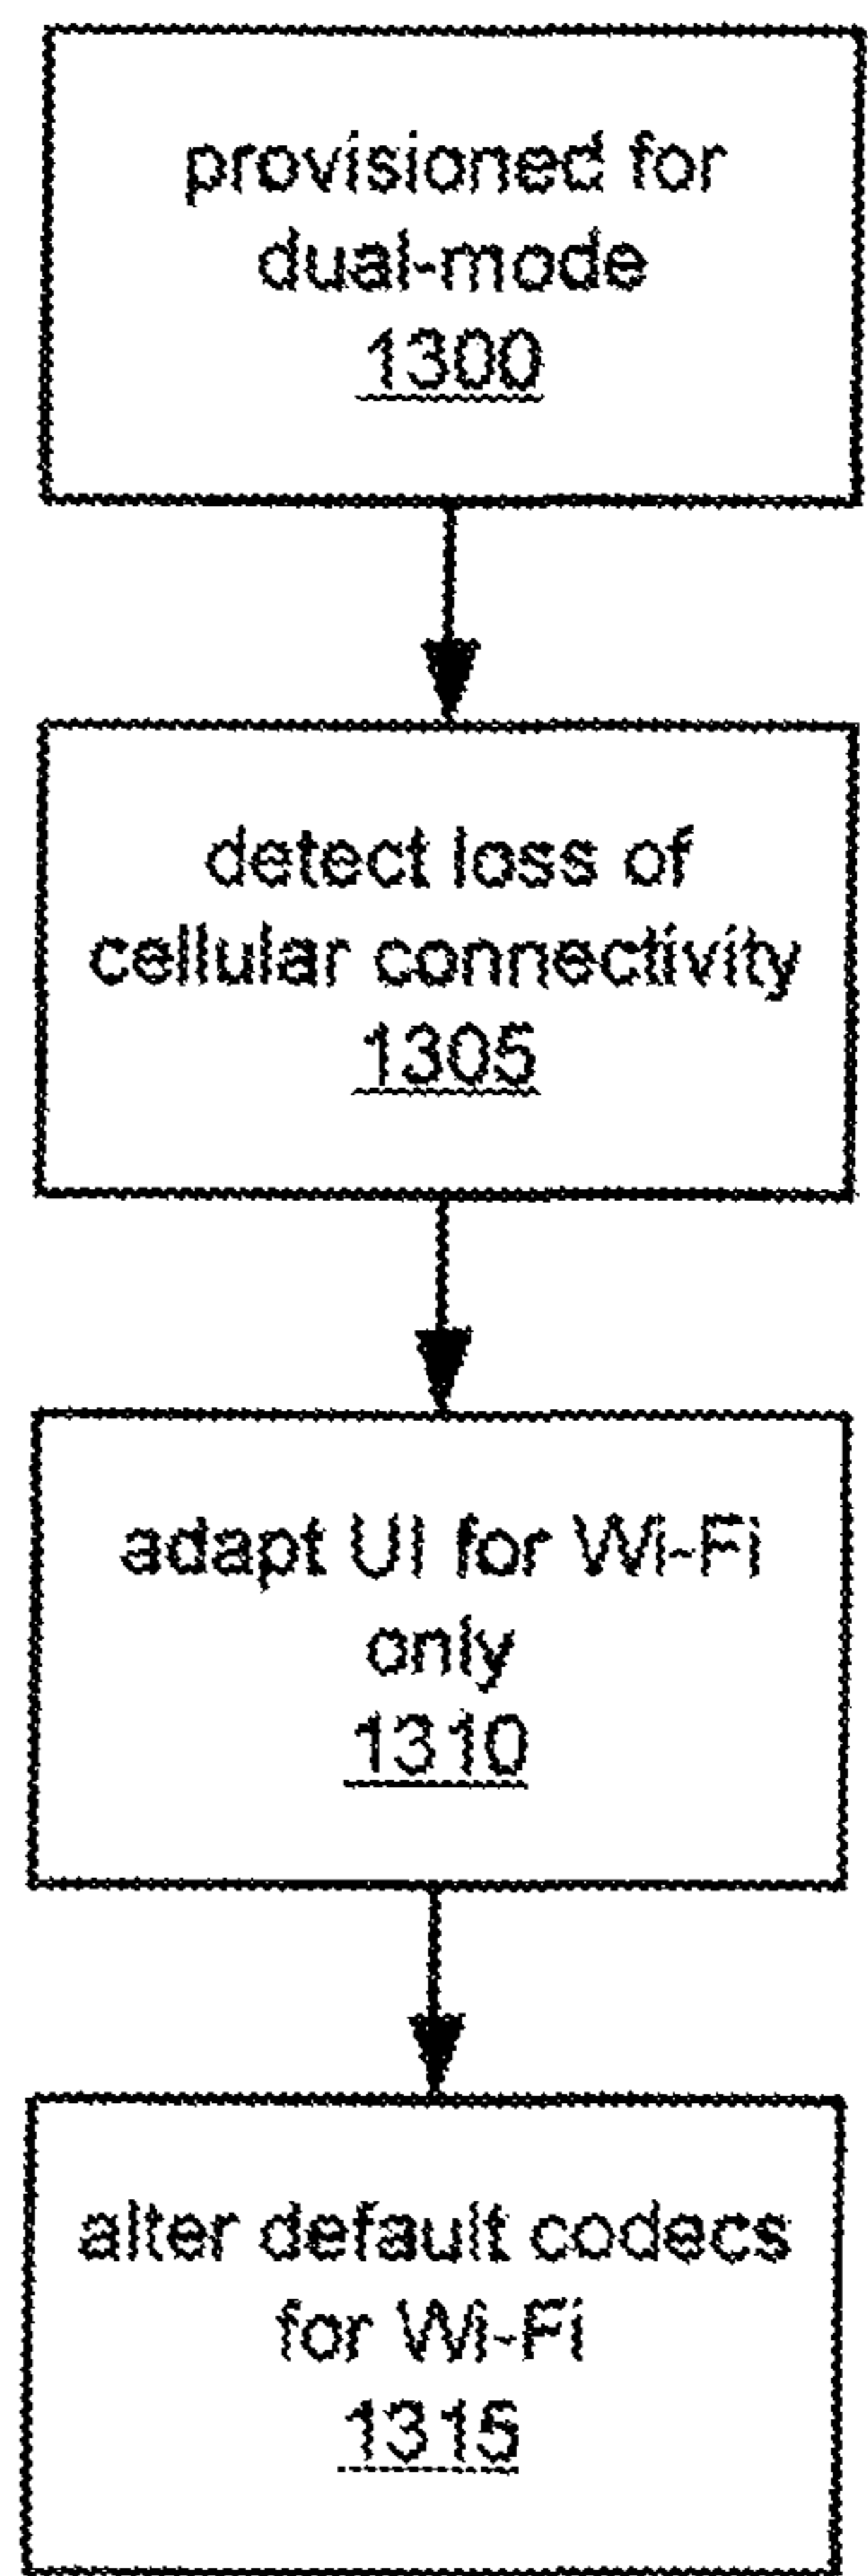 provisioned for
dual-mode
1300
detect loss of
cellular connectivity
1305
adapt UI for Wi-Fi
only
1310
alter default codecs
for Wi-Fi
1315